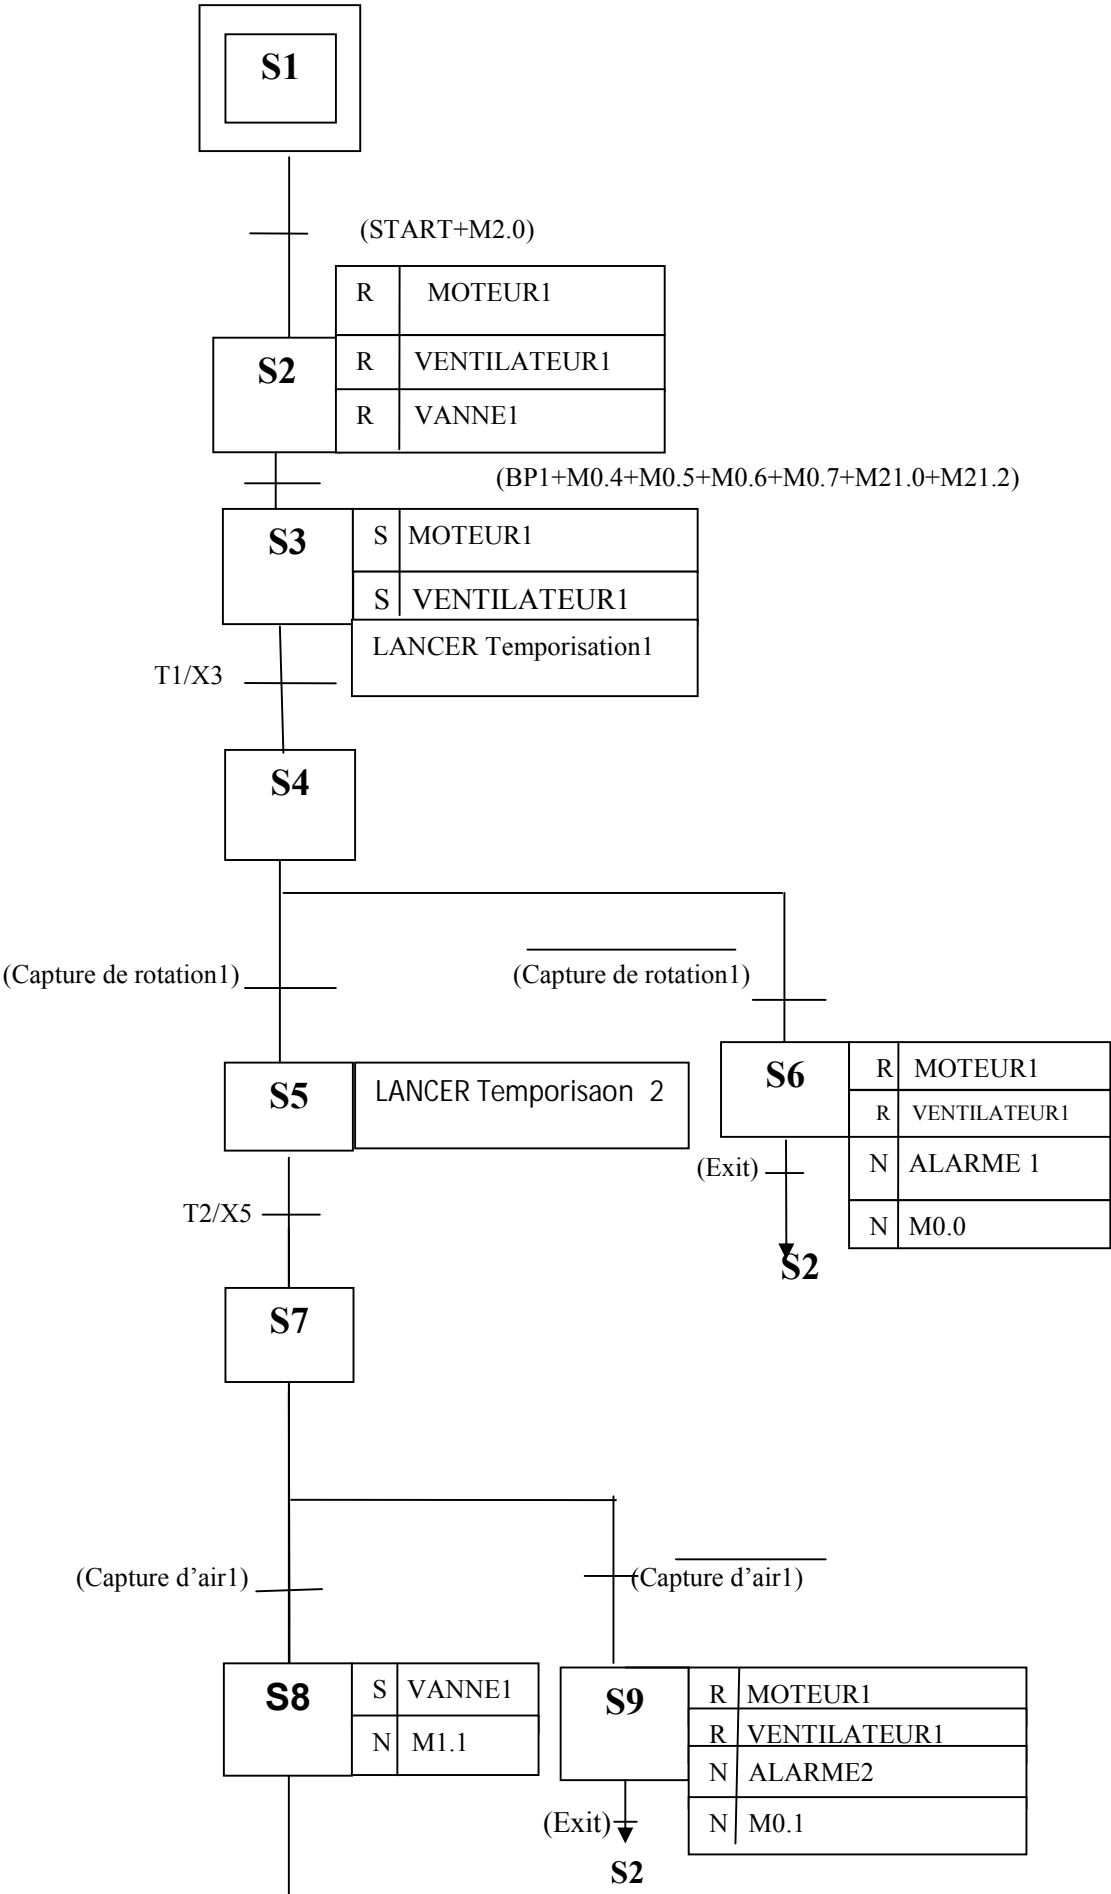 S1
(START+M2.0)
R MOTEUR1
S2
R VENTILATEUR1
R VANNE1
(BP1+M0.4+M0.5+M0.6+M0.7+M21.0+M21.2)
S3
S MOTEUR1
S VENTILATEUR1
LANCER Temporisation1
T1/X3
S4
(Capture de rotation1)
(Capture de rotation1)
S5
LANCER Temporisaon 2
S6
R MOTEUR1
R VENTILATEUR1
N ALARME 1
N M0.0
(Exit)
S2
T2/X5
S7
(Capture d’air1)
(Capture d’air1)
S8
S VANNE1
N M1.1
S9
R MOTEUR1
R VENTILATEUR1
N ALARME2
N M0.1
(Exit)
S2